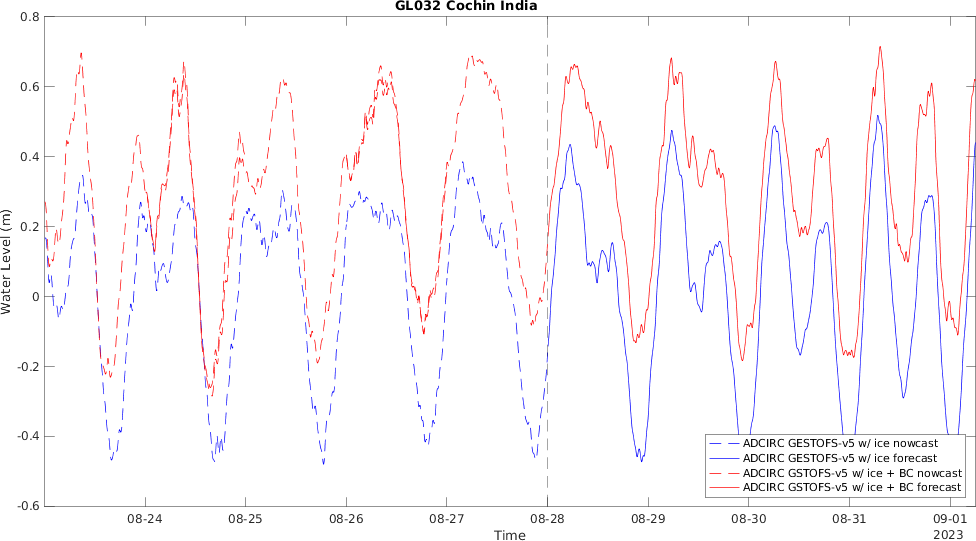 GL032 Cochin India
0.8
0.6
0.4
0.2
0
-0.2
-0.4
-0.6
Water Level (m)
08-24 08-25 08-26 08-27 08-28 08-29 08-30 08-31 09-01
Time
2023
ADCIRC GESTOFS-v5 w/ ice nowcast
ADCIRC GESTOFS-v5 w/ ice forecast
ADCIRC GSTOFS-v5 w/ ice + BC nowcast
ADCIRC GSTOFS-v5 w/ ice + BC forecast